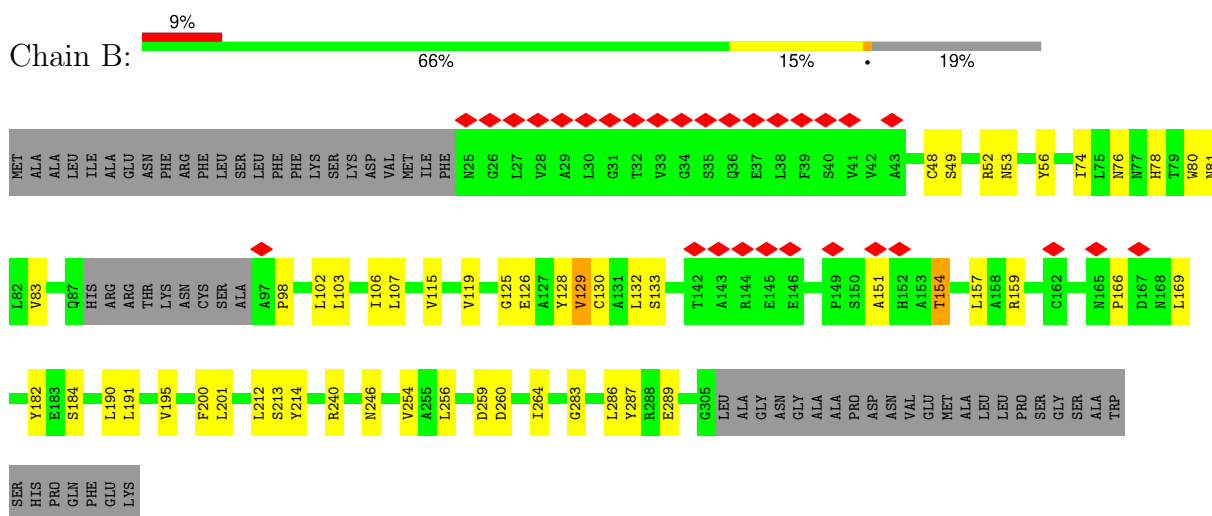 9%
Chain B:
66% 15% • 19%
MET ALA ALA LEU ILE ALA GLU ASN PHE ARG PHE LEU SER LEU PHE PHE LYS SER LYS ASP VAL MET ILE PHE N25 G26 L27 V28 A29 L30 G31 T32 V33 G34 S35 Q36 E37 L38 F39 S40 V41 V42 A43 C48 S49 R52 N53 Y56 I74 L75 N76 N77 H78 T79 W80 N81
L82 V83 Q87 HIS ARG ARG THR LYS ASN CYS SER ALA A97 P98 L102 L103 I106 L107 V115 V119 G125 E126 A127 Y128 V129 C130 A131 L132 S133 T142 A143 R144 E145 E146 P149 S150 A151 H152 A153 T154 L157 A158 R159 C162 N165 P166 D167 N168 L169
Y182 E183 S184 L190 L191 V195 F200 L201 L212 S213 Y214 R240 N246 V254 A255 L256 D259 D260 I264 G283 L286 Y287 R288 E289 G305 LEU ALA GLY ASN GLY ALA ALA PRO ASP ASN VAL GLU MET ALA LEU LEU PRO SER GLY SER ALA TRP
SER HIS PRO GLN PHE GLU LYS